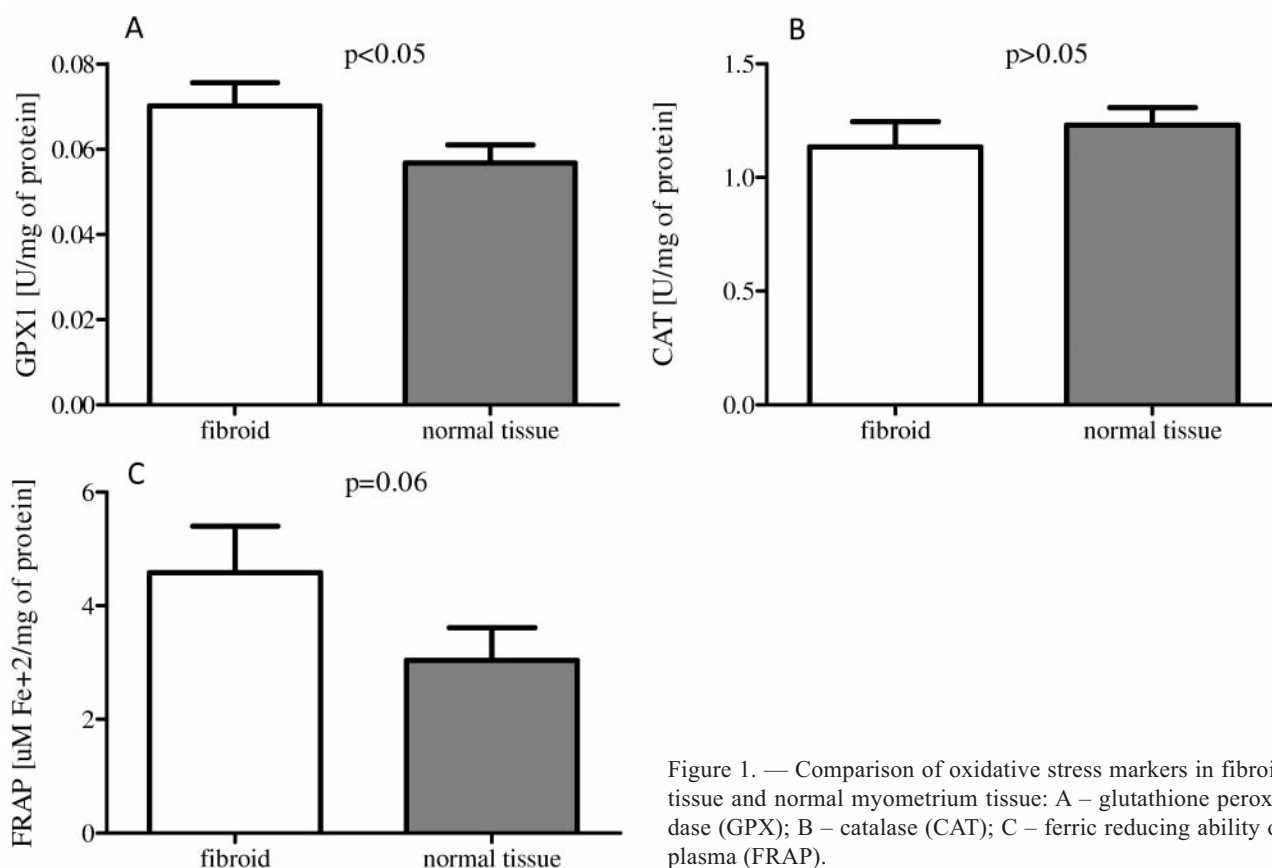 A
p<0.05
GPX1 [U/mg of protein]
0.08
0.06
0.04
0.02
0.00
fibroid normal tissue
B
p>0.05
CAT [U/mg of protein]
1.5
1.0
0.5
0.0
fibroid normal tissue
C
p=0.06
FRAP [uM Fe+2/mg of protein]
6
4
2
0
fibroid normal tissue
Figure 1. — Comparison of oxidative stress markers in fibroid
tissue and normal myometrium tissue: A – glutathione perox-
dase (GPX); B – catalase (CAT); C – ferric reducing ability o
plasma (FRAP).